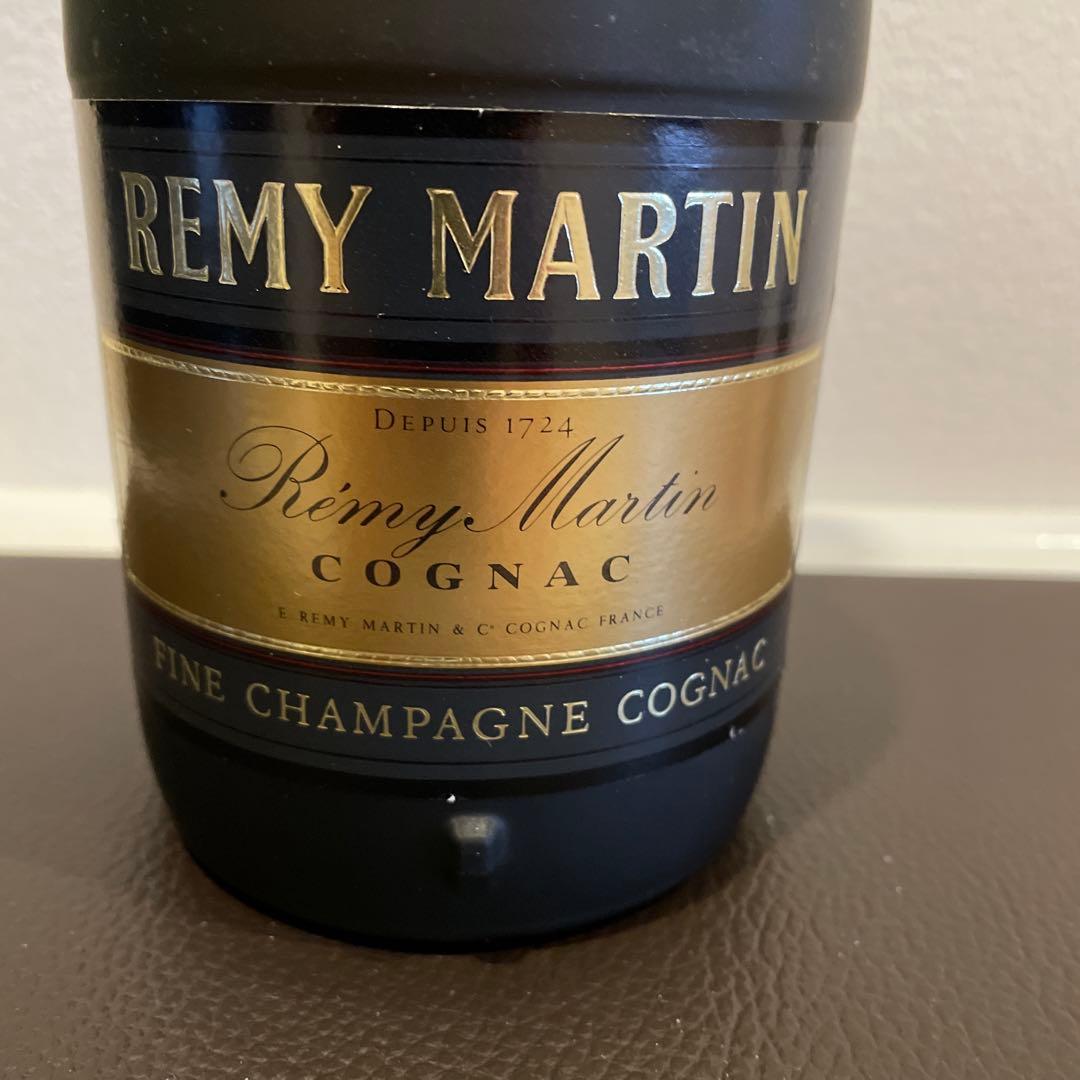 REMY MARTIN
DEPUIS 1724
Rémy Martin
COGNAC
E. REMY MARTIN & Cº COGNAC FRANCE
FINE CHAMPAGNE COGNAC